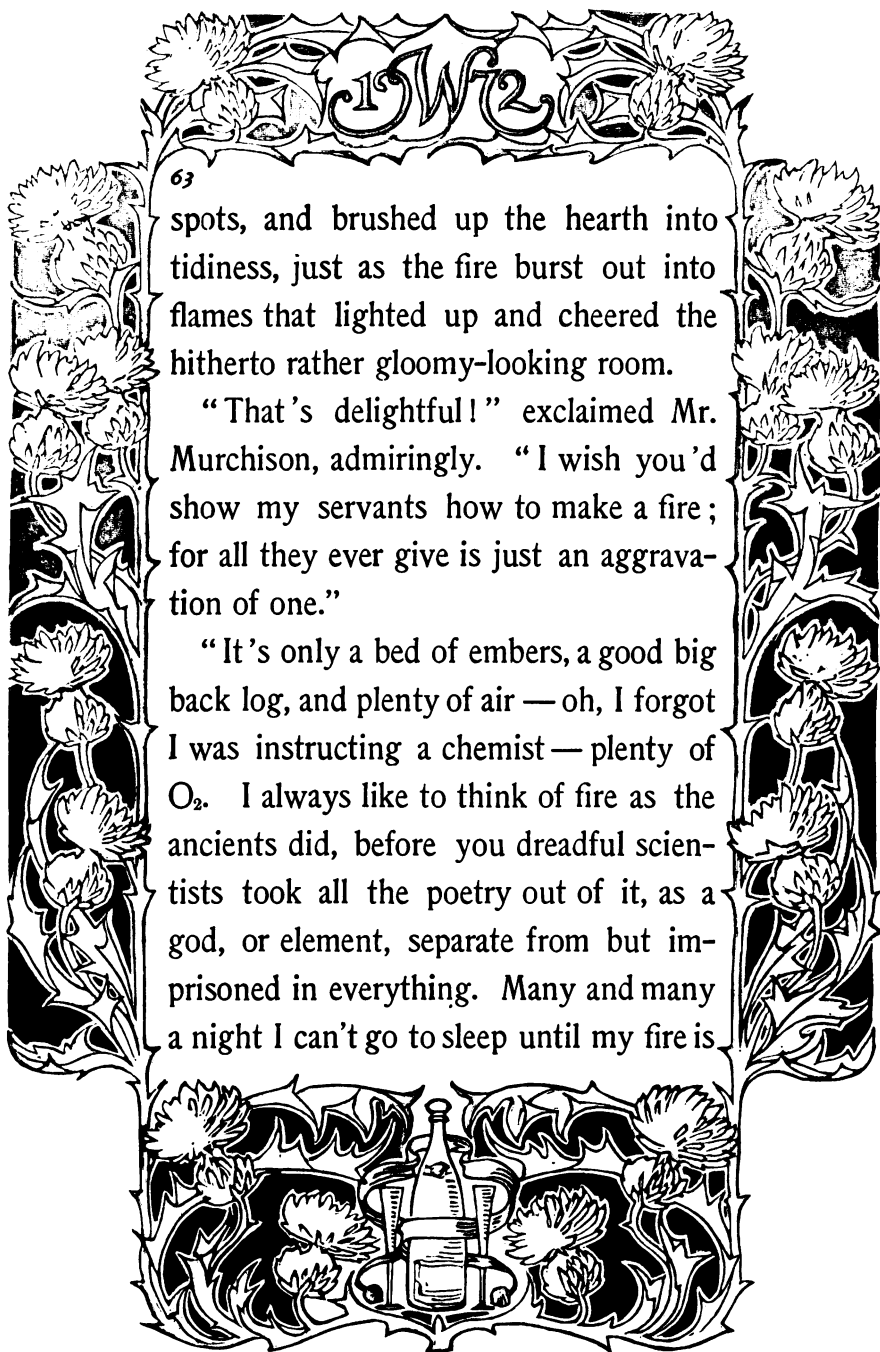 1W72
63
spots, and brushed up the hearth into
tidiness, just as the fire burst out into
flames that lighted up and cheered the
hitherto rather gloomy-looking room.
“That's delightful!” exclaimed Mr.
Murchison, admiringly. “I wish you'd
show my servants how to make a fire;
for all they ever give is just an aggrava-
tion of one.”
“It's only a bed of embers, a good big
back log, and plenty of air — oh, I forgot
I was instructing a chemist — plenty of
O₂. I always like to think of fire as the
ancients did, before you dreadful scien-
tists took all the poetry out of it, as a
god, or element, separate from but im-
prisoned in everything. Many and many
a night I can't go to sleep until my fire is